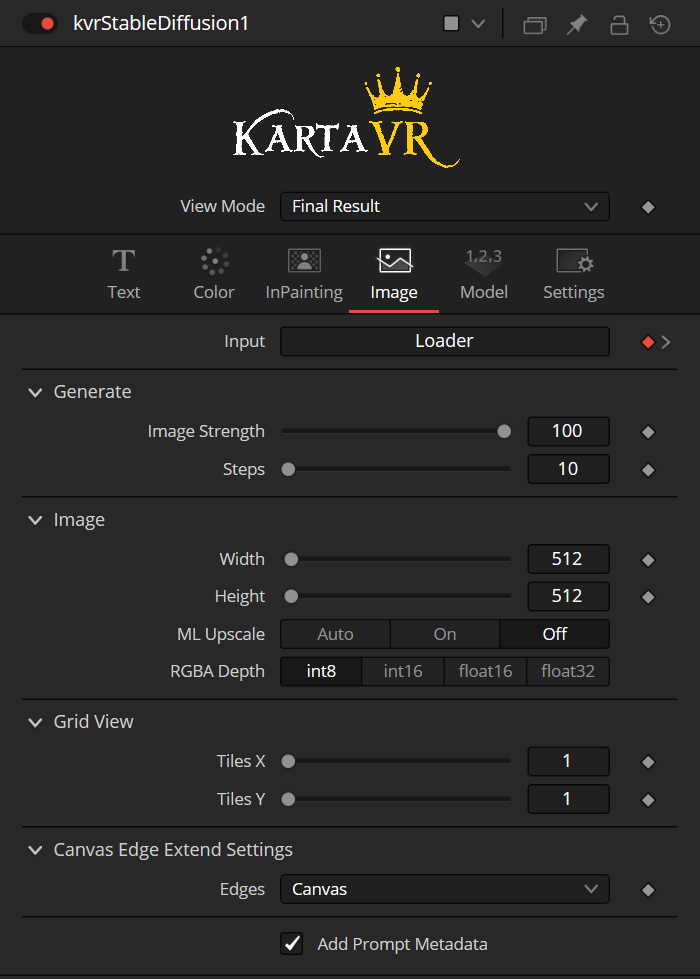 kvrStableDiffusion1
KARTAVR
View Mode Final Result
Text Color InPainting Image 1,2,3 Model Settings
Input Loader
Generate
Image Strength 100
Steps 10
Image
Width 512
Height 512
ML Upscale Auto On Off
RGBA Depth int8 int16 float16 float32
Grid View
Tiles X 1
Tiles Y 1
Canvas Edge Extend Settings
Edges Canvas
Add Prompt Metadata